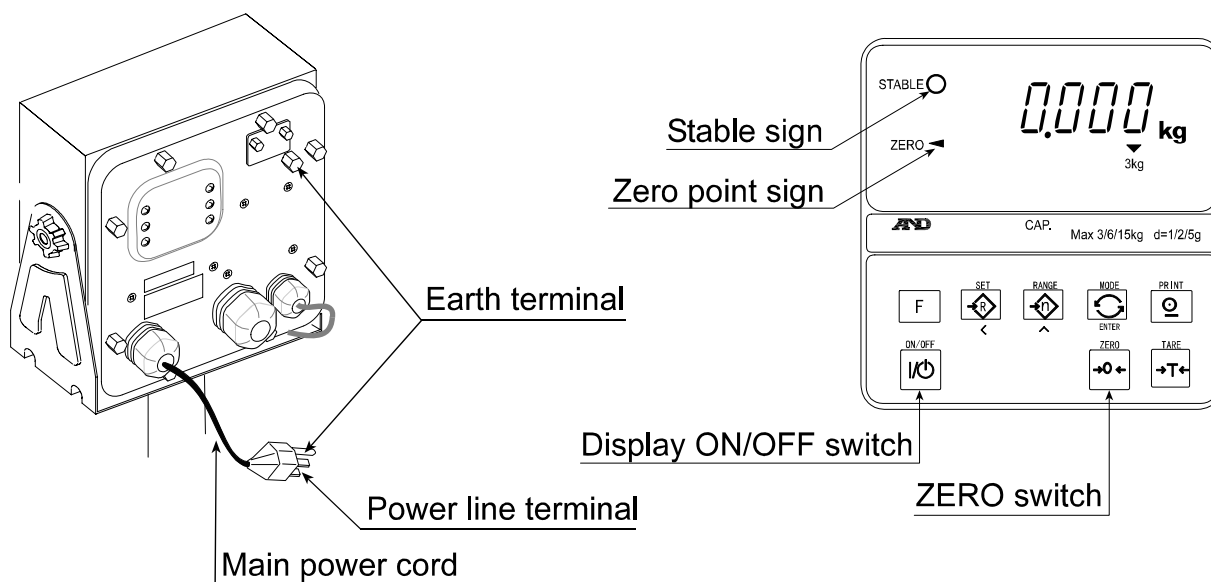 Earth terminal
Power line terminal
Main power cord
Stable sign
Zero point sign
STABLE
0.000 kg
ZERO
3kg
AND
CAP.
Max 3/6/15kg d=1/2/5g
F
SET
R
<
RANGE
n
^
MODE
ENTER
PRINT
ON/OFF
I/⏻
ZERO
→0←
TARE
→T←
Display ON/OFF switch
ZERO switch